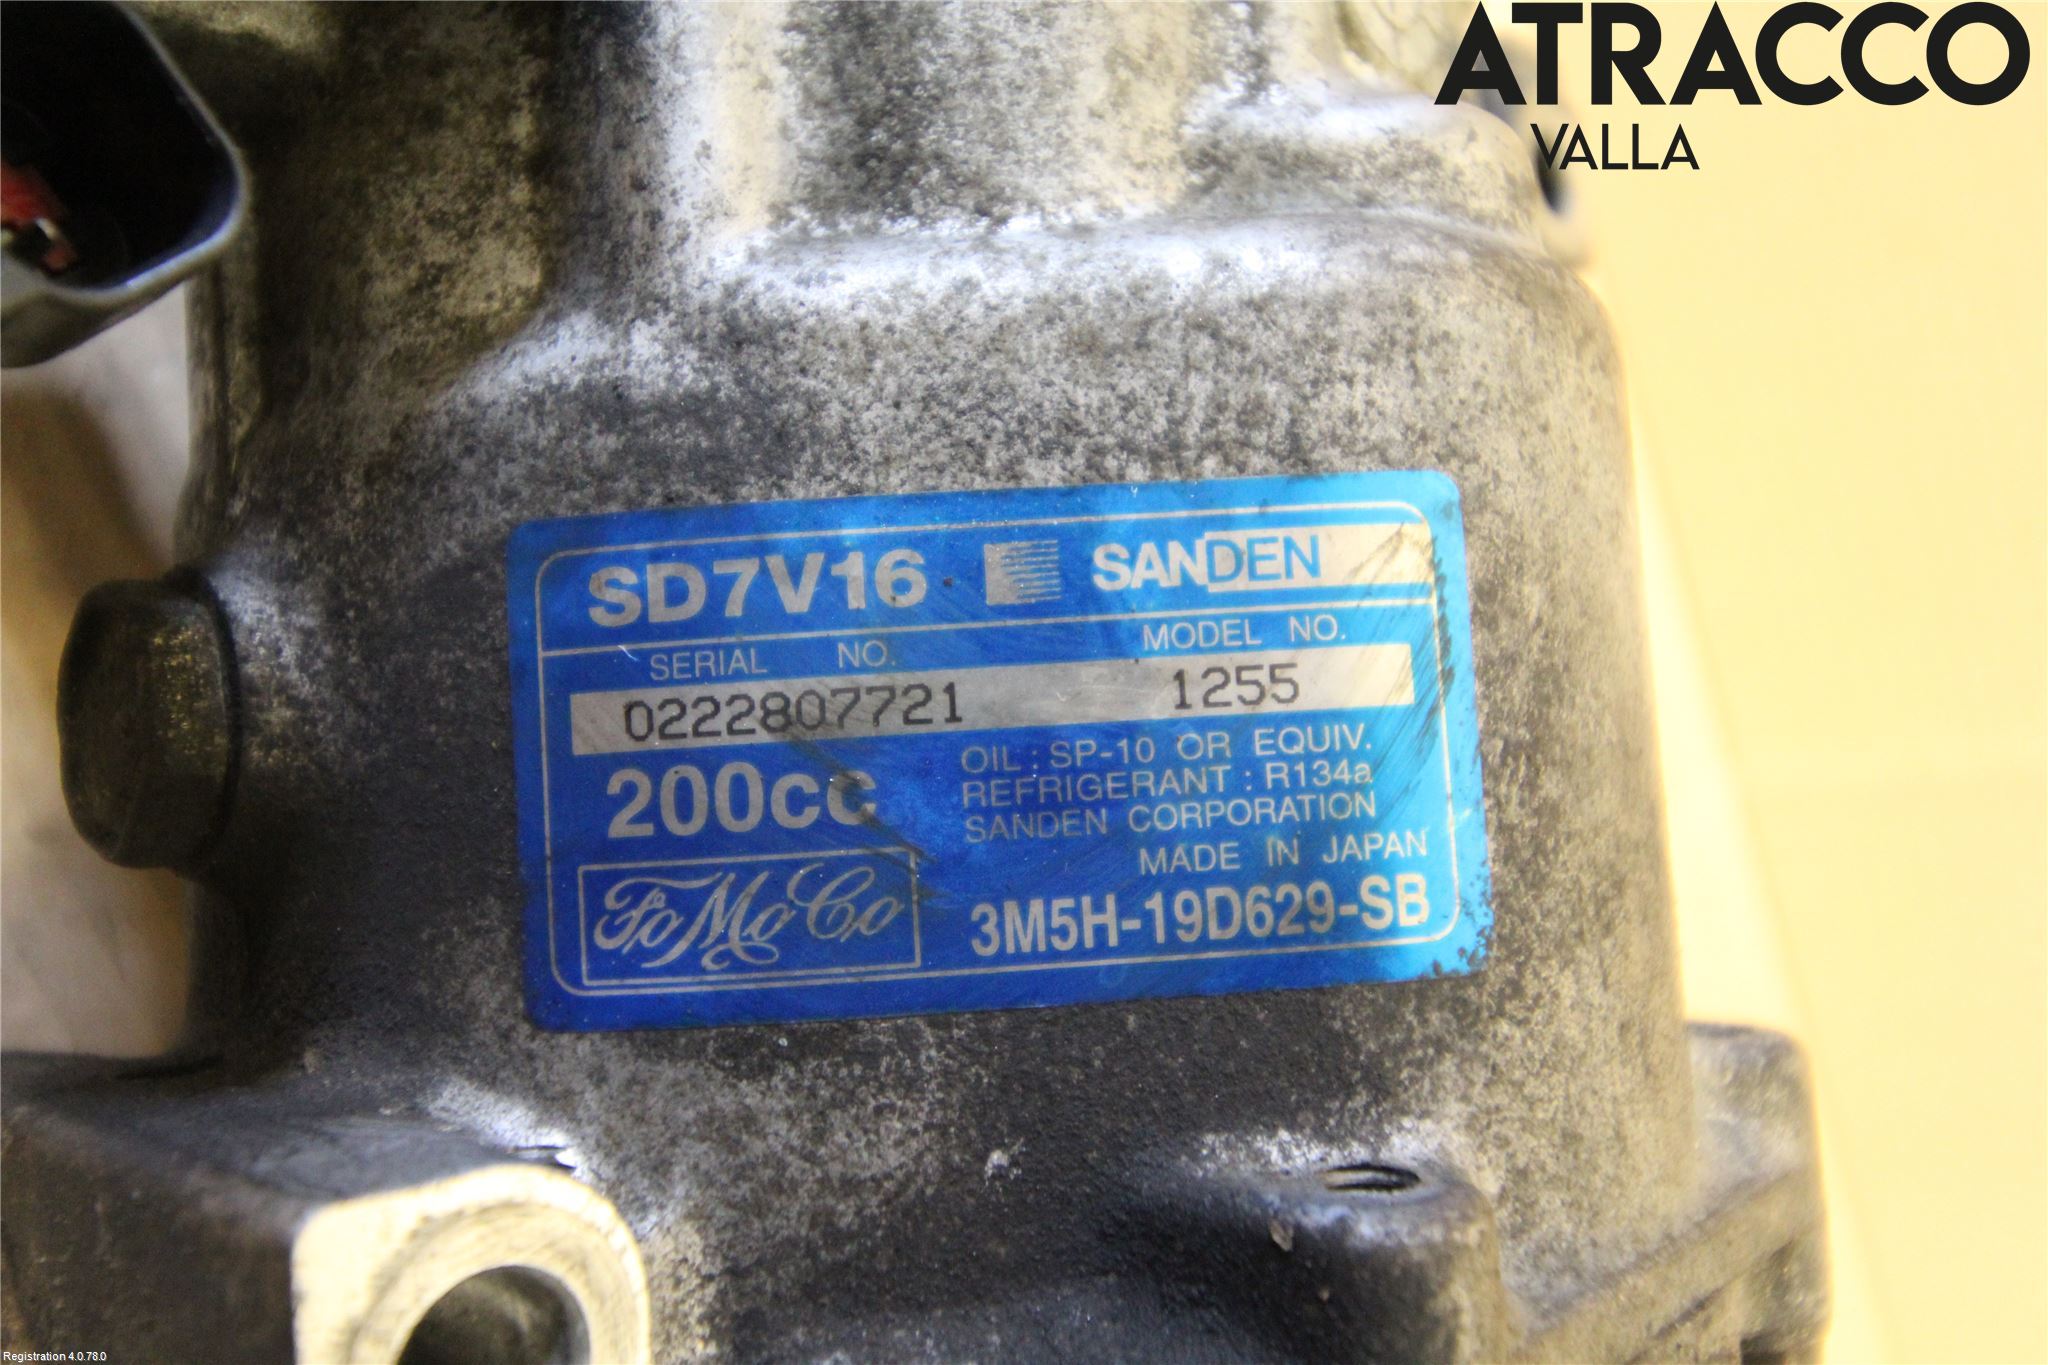 ATRACCO
VALLA
SD7V16 SANDEN
SERIAL NO. MODEL NO.
0222807721 1255
200cc
OIL : SP-10 OR EQUIV.
REFRIGERANT : R134a
SANDEN CORPORATION
MADE IN JAPAN
FoMoCo
3M5H-19D629-SB
Registration 4.0.78.0